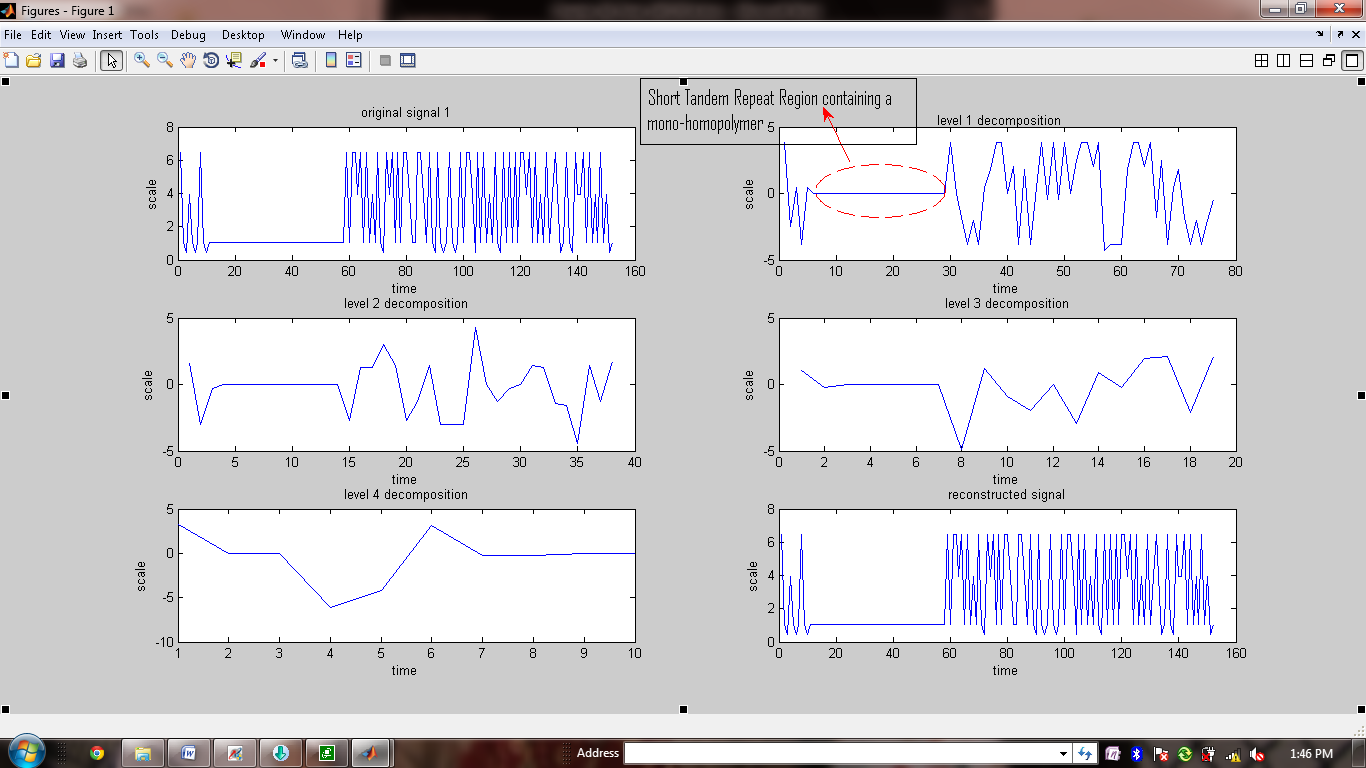 Figures - Figure 1
File Edit View Insert Tools Debug Desktop Window Help
Short Tandem Repeat Region containing a
mono-homopolymer
original signal 1
8
6
4
2
0
scale
0 20 40 60 80 100 120 140 160
time
level 1 decomposition
5
0
-5
scale
0 10 20 30 40 50 60 70 80
time
level 2 decomposition
5
0
-5
scale
0 5 10 15 20 25 30 35 40
time
level 3 decomposition
5
0
-5
scale
0 2 4 6 8 10 12 14 16 18 20
time
level 4 decomposition
5
0
-5
-10
scale
1 2 3 4 5 6 7 8 9 10
time
reconstructed signal
8
6
4
2
0
scale
0 20 40 60 80 100 120 140 160
time
Address
1:46 PM